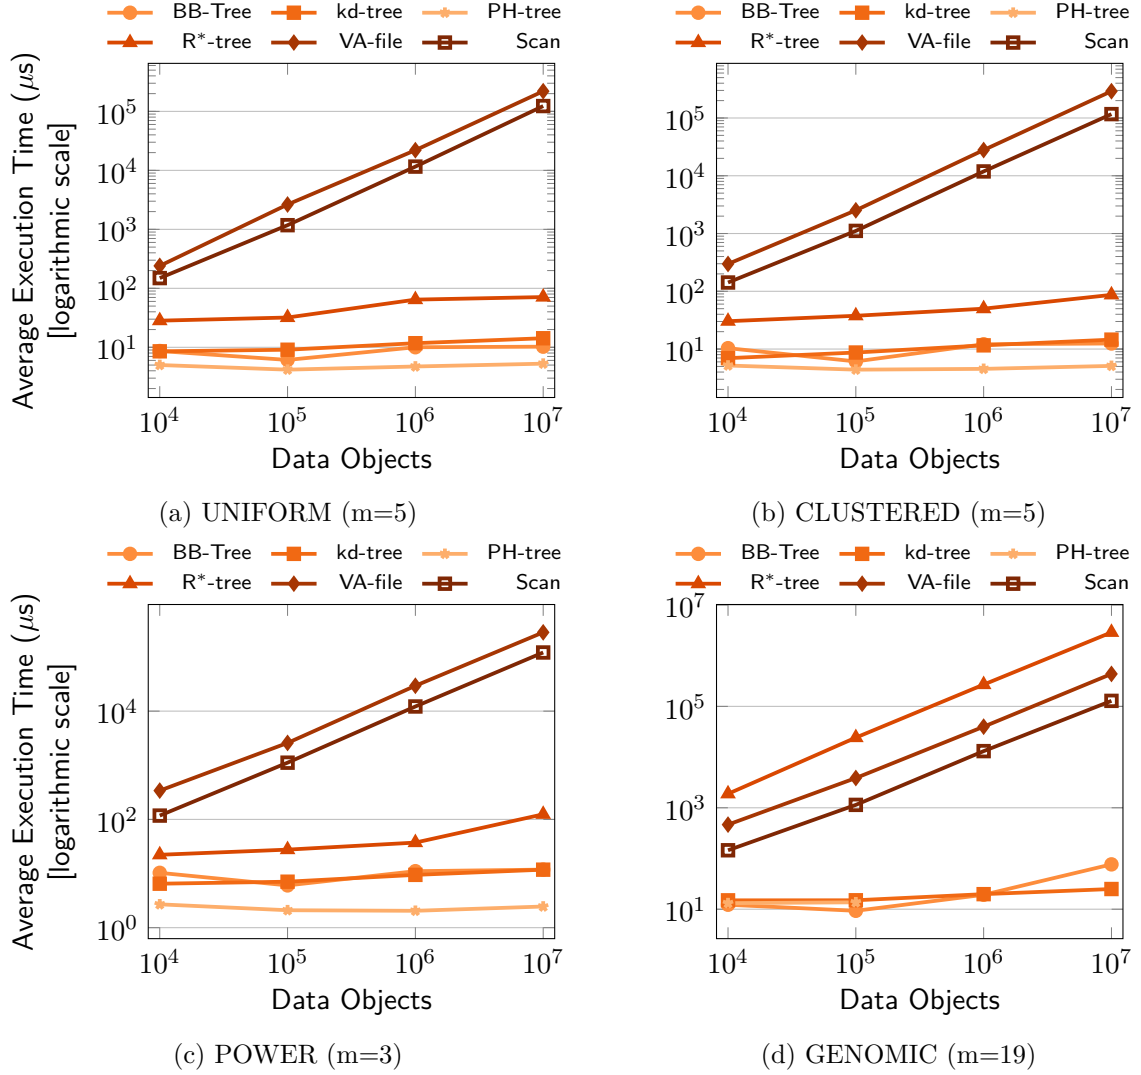 BB-Tree kd-tree PH-tree
R*-tree VA-file Scan
Average Execution Time (μs)
[logarithmic scale]
10^5
10^4
10^3
10^2
10^1
10^4 10^5 10^6 10^7
Data Objects
(a) UNIFORM (m=5)
BB-Tree kd-tree PH-tree
R*-tree VA-file Scan
10^5
10^4
10^3
10^2
10^1
10^4 10^5 10^6 10^7
Data Objects
(b) CLUSTERED (m=5)
BB-Tree kd-tree PH-tree
R*-tree VA-file Scan
Average Execution Time (μs)
[logarithmic scale]
10^4
10^2
10^0
10^4 10^5 10^6 10^7
Data Objects
(c) POWER (m=3)
BB-Tree kd-tree PH-tree
R*-tree VA-file Scan
10^7
10^5
10^3
10^1
10^4 10^5 10^6 10^7
Data Objects
(d) GENOMIC (m=19)